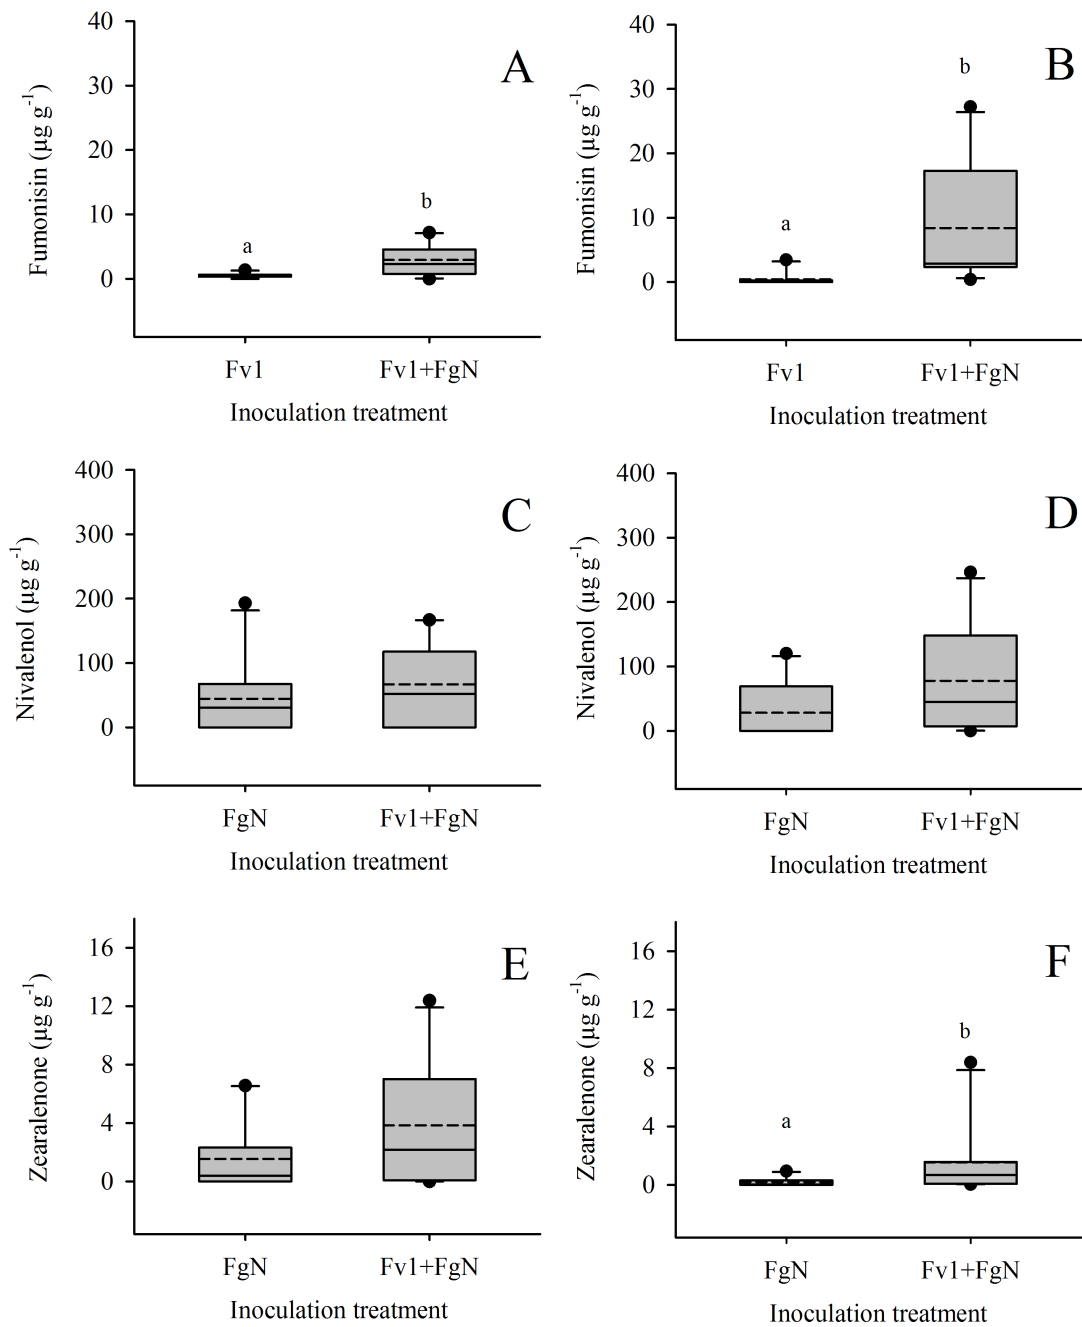 A
Fumonisin (µg g⁻¹)
40
30
20
10
0
a
b
Fv1
Fv1+FgN
Inoculation treatment
B
Fumonisin (µg g⁻¹)
40
30
20
10
0
a
b
Fv1
Fv1+FgN
Inoculation treatment
C
Nivalenol (µg g⁻¹)
400
300
200
100
0
FgN
Fv1+FgN
Inoculation treatment
D
Nivalenol (µg g⁻¹)
400
300
200
100
0
FgN
Fv1+FgN
Inoculation treatment
E
Zearalenone (µg g⁻¹)
16
12
8
4
0
FgN
Fv1+FgN
Inoculation treatment
F
Zearalenone (µg g⁻¹)
16
12
8
4
0
a
b
FgN
Fv1+FgN
Inoculation treatment